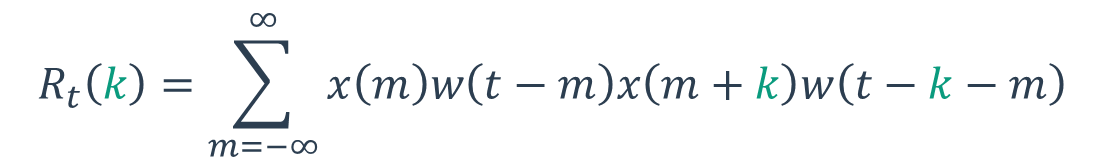 R_t(k) = ∑_{m=−∞}^{∞} x(m)w(t − m)x(m + k)w(t − k − m)